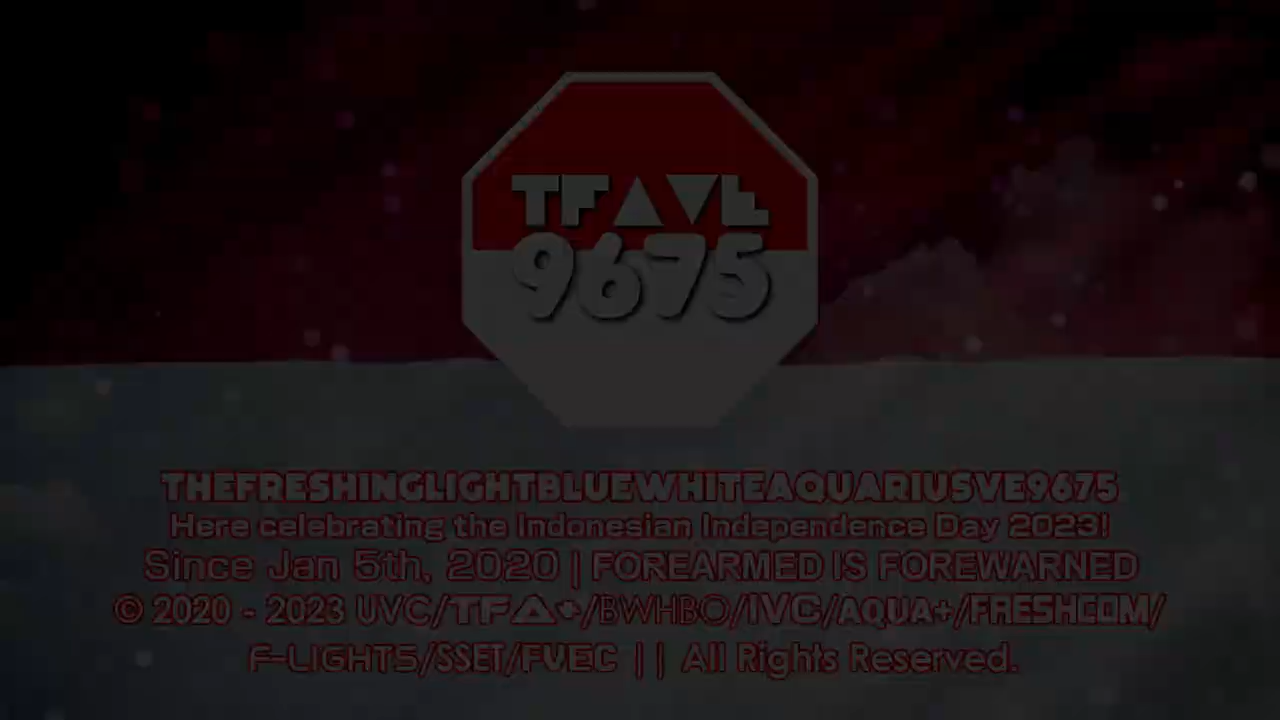 TFAVE
9675
THEFRESHINGLIGHTBLUEWHITEAQUARIUSVE9675
Here celebrating the Indonesian Independence Day 2023!
Since Jan 5th, 2020 | FOREARMED IS FOREWARNED
© 2020 - 2023 UVC/TFA+/BWHBO/IVC/AQUA+/FRESHCOM/
F-LIGHTS/SSET/FVEC || All Rights Reserved.